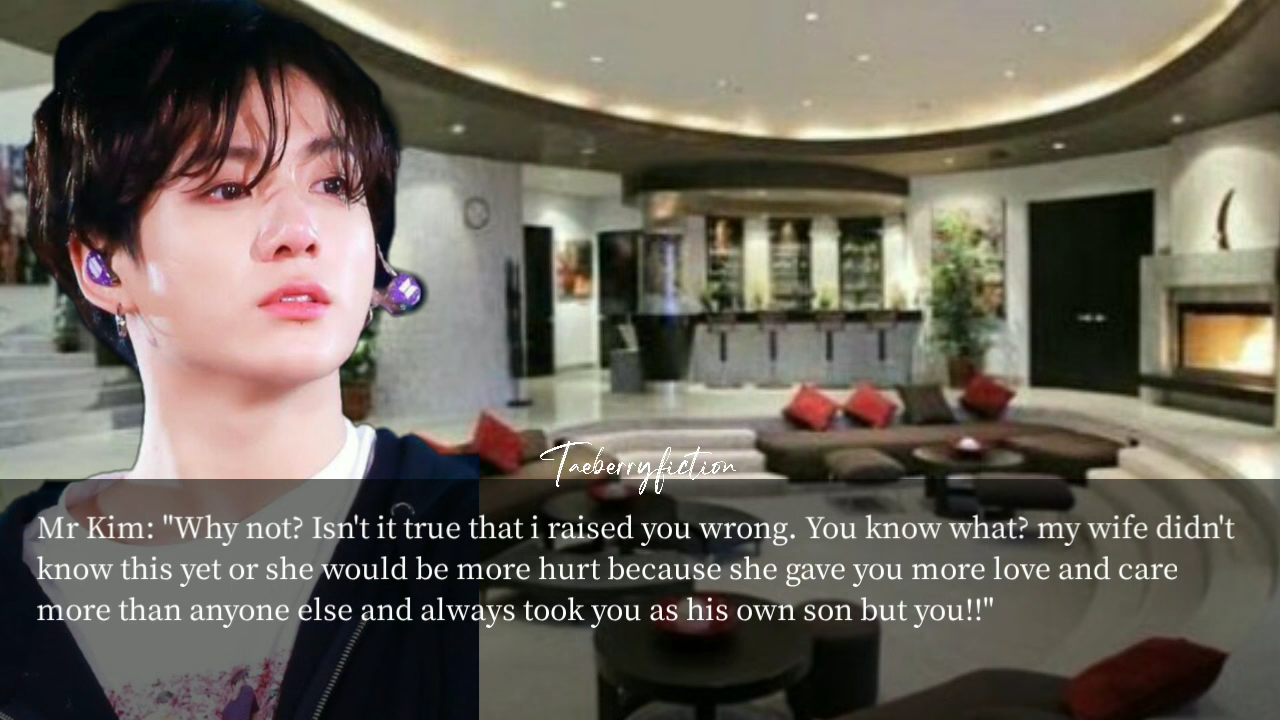 Taeberryfiction
Mr Kim: "Why not? Isn't it true that i raised you wrong. You know what? my wife didn't
know this yet or she would be more hurt because she gave you more love and care
more than anyone else and always took you as his own son but you!!"